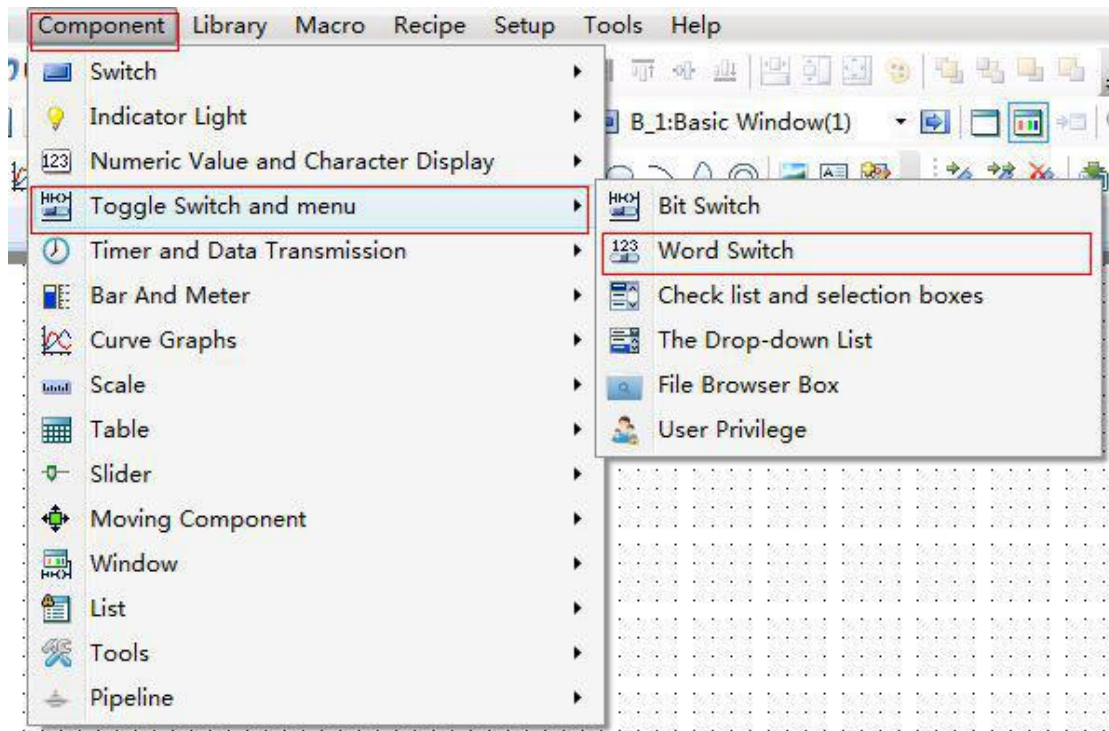 Component Library Macro Recipe Setup Tools Help
Switch
B_1:Basic Window(1)
Indicator Light
123 Numeric Value and Character Display
Toggle Switch and menu
Bit Switch
Timer and Data Transmission
123 Word Switch
Bar And Meter
Check list and selection boxes
Curve Graphs
The Drop-down List
Scale
File Browser Box
Table
User Privilege
Slider
Moving Component
Window
List
Tools
Pipeline